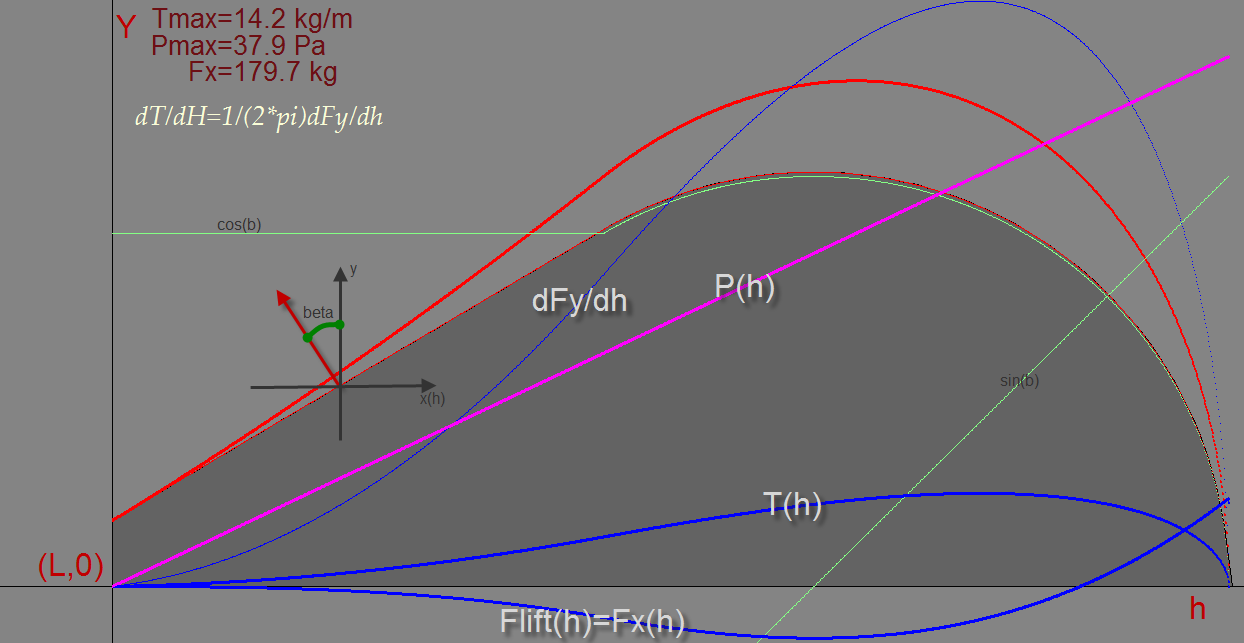 Y
Tmax=14.2 kg/m
Pmax=37.9 Pa
Fx=179.7 kg
dT/dH=1/(2*pi)dFy/dh
cos(b)
y
beta
x(h)
dFy/dh
P(h)
sin(b)
T(h)
(L,0)
h
Flift(h)=Fx(h)